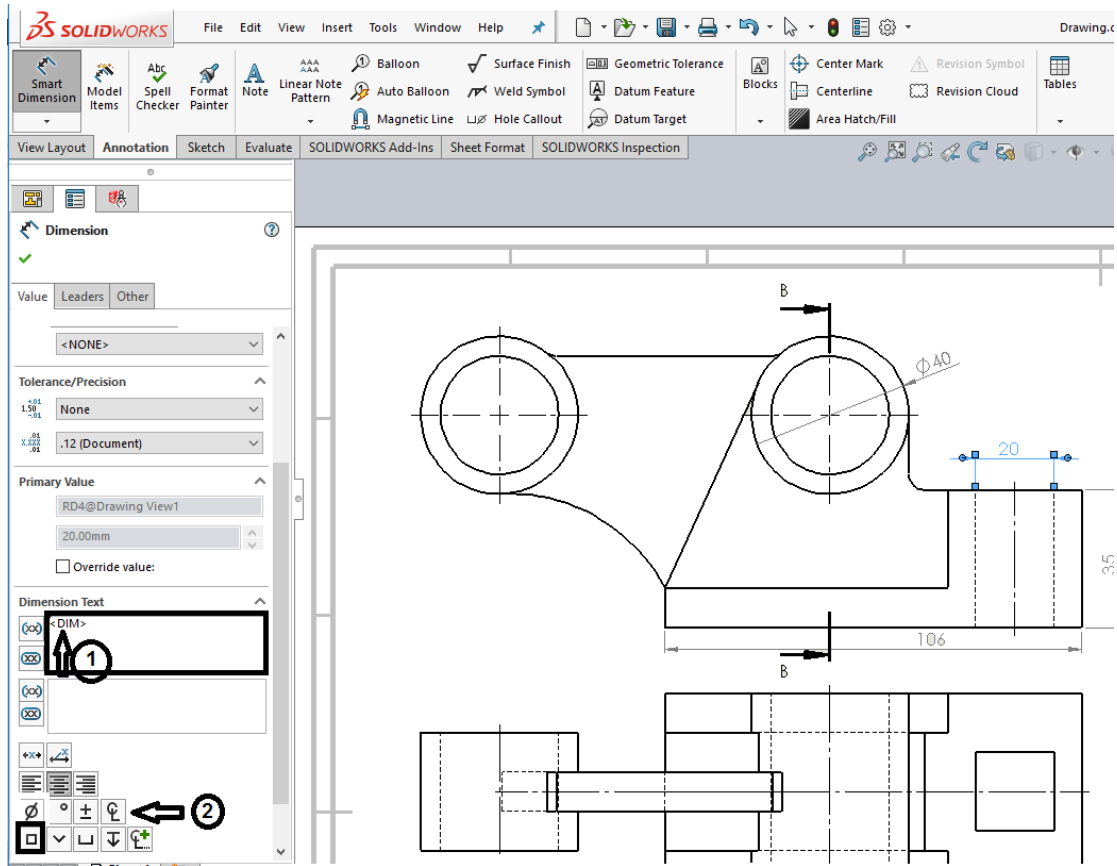 SOLIDWORKS File Edit View Insert Tools Window Help Drawing.
Smart Dimension
Model Items
Abc
Spell Checker
Format Painter
A
Note
AAA
AAA
Linear Note Pattern
Balloon
Auto Balloon
Magnetic Line
Surface Finish
Weld Symbol
Hole Callout
Geometric Tolerance
Datum Feature
Datum Target
Blocks
Center Mark
Centerline
Area Hatch/Fill
Revision Symbol
Revision Cloud
Tables
View Layout Annotation Sketch Evaluate SOLIDWORKS Add-Ins Sheet Format SOLIDWORKS Inspection
Dimension
Value Leaders Other
<NONE>
Tolerance/Precision
None
.12 (Document)
Primary Value
RD4@Drawing View1
20.00mm
Override value:
Dimension Text
<DIM>
1
2
B
⌀40
20
35
106
B